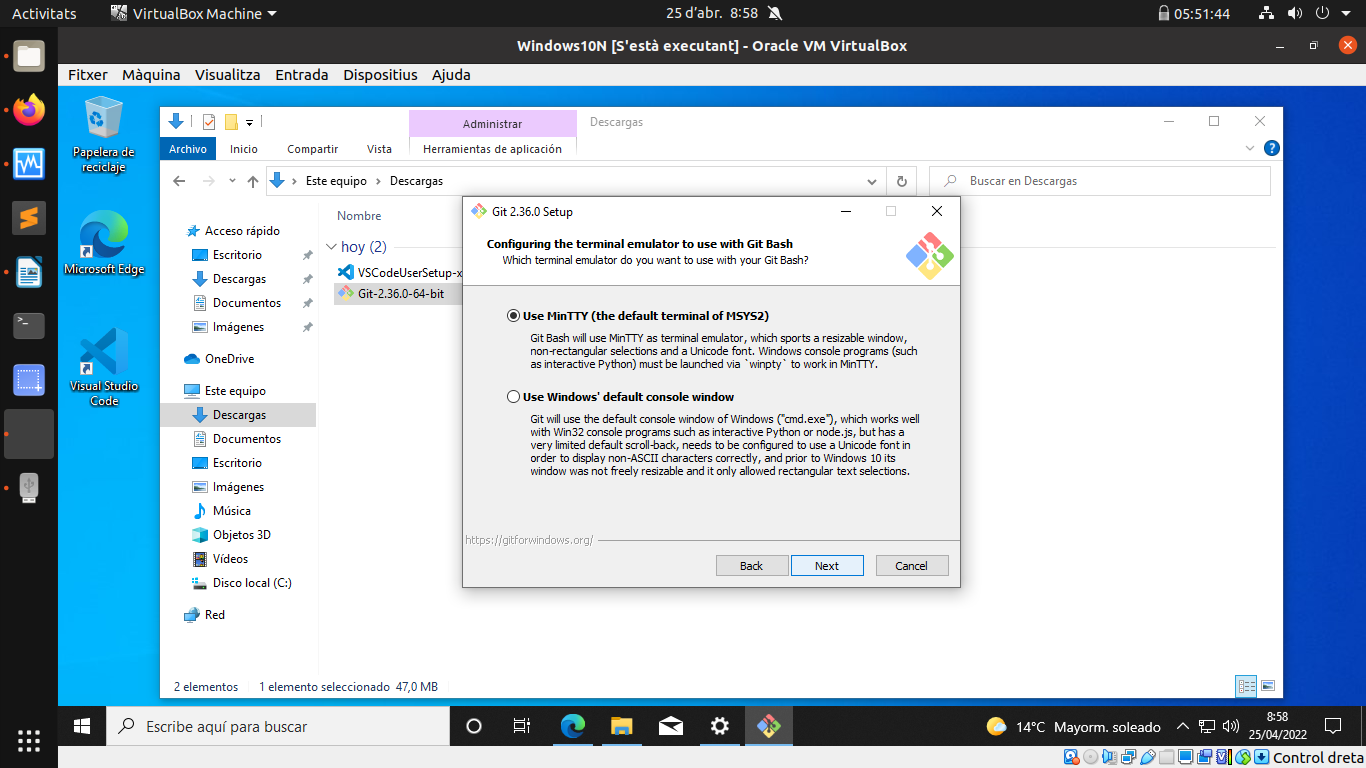 Activitats
VirtualBox Machine
25 d'abr. 8:58
05:51:44
Windows10N [S'està executant] - Oracle VM VirtualBox
Fitxer Màquina Visualitza Entrada Dispositius Ajuda
Papelera de
reciclaje
Microsoft Edge
Visual Studio
Code
Administrar
Descargas
Archivo
Inicio
Compartir
Vista
Herramientas de aplicación
Este equipo
Descargas
Buscar en Descargas
Acceso rápido
Escritorio
Descargas
Documentos
Imágenes
OneDrive
Este equipo
Descargas
Documentos
Escritorio
Imágenes
Música
Objetos 3D
Vídeos
Disco local (C:)
Red
Nombre
hoy (2)
VSCodeUserSetup-x
Git-2.36.0-64-bit
Git 2.36.0 Setup
Configuring the terminal emulator to use with Git Bash
Which terminal emulator do you want to use with your Git Bash?
Use MinTTY (the default terminal of MSYS2)
Git Bash will use MinTTY as terminal emulator, which sports a resizable window,
non-rectangular selections and a Unicode font. Windows console programs (such
as interactive Python) must be launched via `winpty` to work in MinTTY.
Use Windows' default console window
Git will use the default console window of Windows ("cmd.exe"), which works well
with Win32 console programs such as interactive Python or node.js, but has a
very limited default scroll-back, needs to be configured to use a Unicode font in
order to display non-ASCII characters correctly, and prior to Windows 10 its
window was not freely resizable and it only allowed rectangular text selections.
https://gitforwindows.org/
Back
Next
Cancel
2 elementos
1 elemento seleccionado 47,0 MB
Escribe aquí para buscar
14°C Mayorm. soleado
8:58
25/04/2022
Control dreta